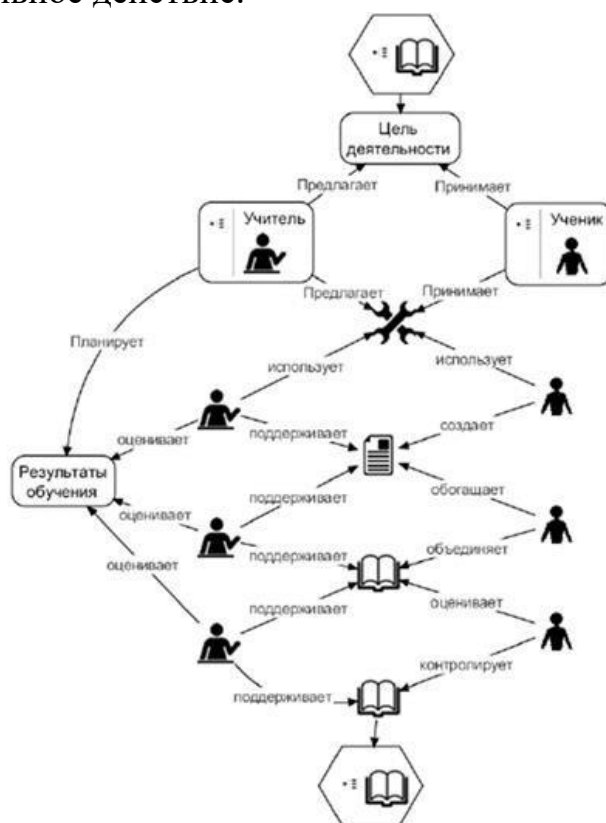 льное действие.
Цель
деятельности
Предлагает
Принимает
Учитель
Ученик
Предлагает
Принимает
Планирует
использует
использует
оценивает
поддерживает
создает
Результаты
обучения
поддерживает
обогащает
оценивает
поддерживает
объединяет
оценивает
поддерживает
оценивает
контролирует
поддерживает